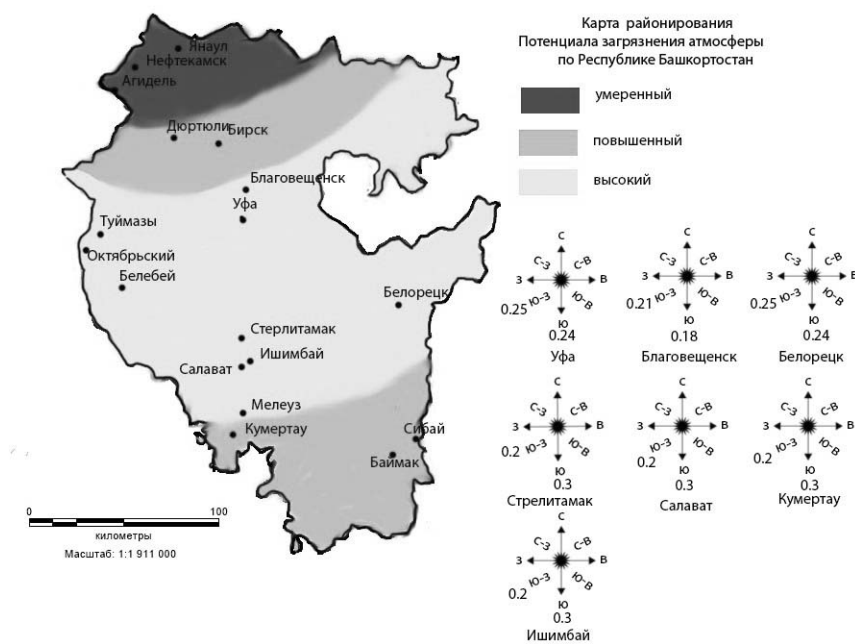 Карта районирования
Потенциала загрязнения атмосферы
по Республике Башкортостан
умеренный
повышенный
высокий
Янаул
Нефтекамск
Агидель
Дюртюли
Бирск
Благовещенск
Уфа
Туймазы
Октябрьский
Белебей
Белорецк
Стерлитамак
Ишимбай
Салават
Мелеуз
Кумертау
Сибай
Баймак
0 100
километры
Масштаб: 1:1 911 000
С
С-З С-В
З В
Ю-З Ю-В
0.25
Ю
0.24
Уфа
С
С-З С-В
З В
Ю-З Ю-В
0.21
Ю
0.18
Благовещенск
С
С-З С-В
З В
Ю-З Ю-В
0.25
Ю
0.24
Белорецк
С
С-З С-В
З В
Ю-З Ю-В
0.2
Ю
0.3
Стрелитамак
С
С-З С-В
З В
Ю-З Ю-В
0.2
Ю
0.3
Салават
С
С-З С-В
З В
Ю-З Ю-В
0.2
Ю
0.3
Кумертау
С
С-З С-В
З В
Ю-З Ю-В
0.2
Ю
0.3
Ишимбай